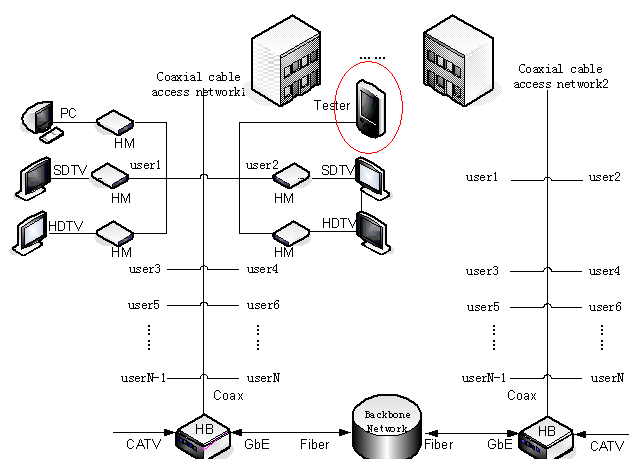 ... ...
Coaxial cable
access network1
Coaxial cable
access network2
PC
HM
Tester
SDTV
user1
HM
user2
HM
SDTV
user1
user2
HDTV
HM
HM
HDTV
user3
user4
user3
user4
user5
user6
user5
user6
userN-1
userN
userN-1
userN
Coax
Coax
HB
Backbone
Network
HB
CATV
GbE
Fiber
Fiber
GbE
CATV